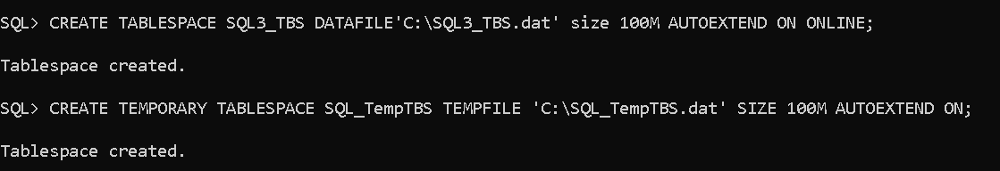 SQL> CREATE TABLESPACE SQL3_TBS DATAFILE'C:\SQL3_TBS.dat' size 100M AUTOEXTEND ON ONLINE;
Tablespace created.
SQL> CREATE TEMPORARY TABLESPACE SQL_TempTBS TEMPFILE 'C:\SQL_TempTBS.dat' SIZE 100M AUTOEXTEND ON;
Tablespace created.